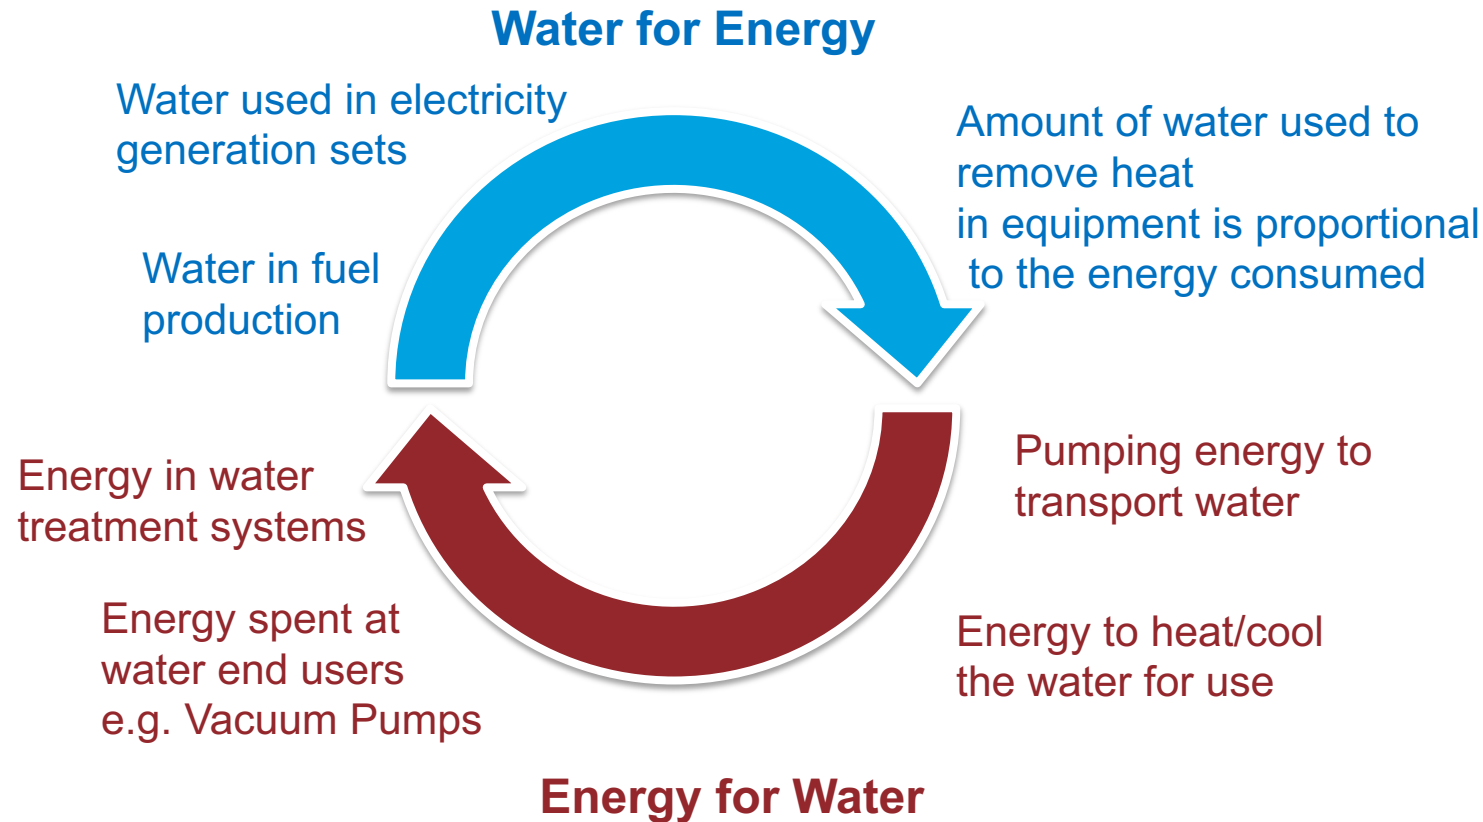 Water for Energy
Water used in electricity
generation sets
Amount of water used to
remove heat
in equipment is proportional
to the energy consumed
Water in fuel
production
Pumping energy to
transport water
Energy in water
treatment systems
Energy spent at
water end users
e.g. Vacuum Pumps
Energy to heat/cool
the water for use
Energy for Water